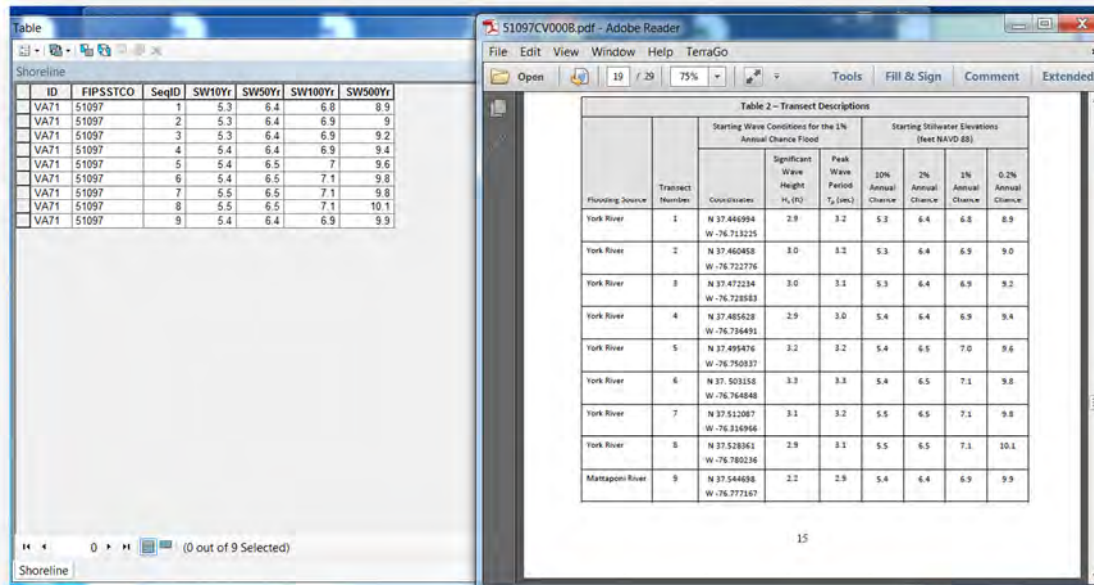 Table
Shoreline
ID FIPSSTCO SeqID SW10Yr SW50Yr SW100Yr SW500Yr
VA71 51097 1 5.3 6.4 6.8 8.9
VA71 51097 2 5.3 6.4 6.9 9
VA71 51097 3 5.3 6.4 6.9 9.2
VA71 51097 4 5.4 6.4 6.9 9.4
VA71 51097 5 5.4 6.5 7 9.6
VA71 51097 6 5.4 6.5 7.1 9.8
VA71 51097 7 5.5 6.5 7.1 9.8
VA71 51097 8 5.5 6.5 7.1 10.1
VA71 51097 9 5.4 6.4 6.9 9.9
0 (0 out of 9 Selected)
Shoreline
51097CV000B.pdf - Adobe Reader
File Edit View Window Help TerraGo
Open 19 / 29 75% Tools Fill & Sign Comment Extended
Table 2 – Transect Descriptions
Starting Wave Conditions for the 1%
Annual Chance Flood
Starting Stillwater Elevations
(feet NAVD 88)
Flooding Source
Transect
Number
Coordinates
Significant
Wave
Height
Hs (ft)
Peak
Wave
Period
Tp (sec)
10%
Annual
Chance
2%
Annual
Chance
1%
Annual
Chance
0.2%
Annual
Chance
York River 1 N 37.446994 2.9 3.2 5.3 6.4 6.8 8.9
W -76.713225
York River 2 N 37.460458 3.0 3.2 5.3 6.4 6.9 9.0
W -76.722776
York River 3 N 37.472234 3.0 3.1 5.3 6.4 6.9 9.2
W -76.728583
York River 4 N 37.485628 2.9 3.0 5.4 6.4 6.9 9.4
W -76.736491
York River 5 N 37.495476 3.2 3.2 5.4 6.5 7.0 9.6
W -76.750337
York River 6 N 37. 503158 3.3 3.3 5.4 6.5 7.1 9.8
W -76.764848
York River 7 N 37.512087 3.1 3.2 5.5 6.5 7.1 9.8
W -76.316966
York River 8 N 37.528361 2.9 3.1 5.5 6.5 7.1 10.1
W -76.780236
Mattaponi River 9 N 37.544698 2.2 2.9 5.4 6.4 6.9 9.9
W -76.777167
15